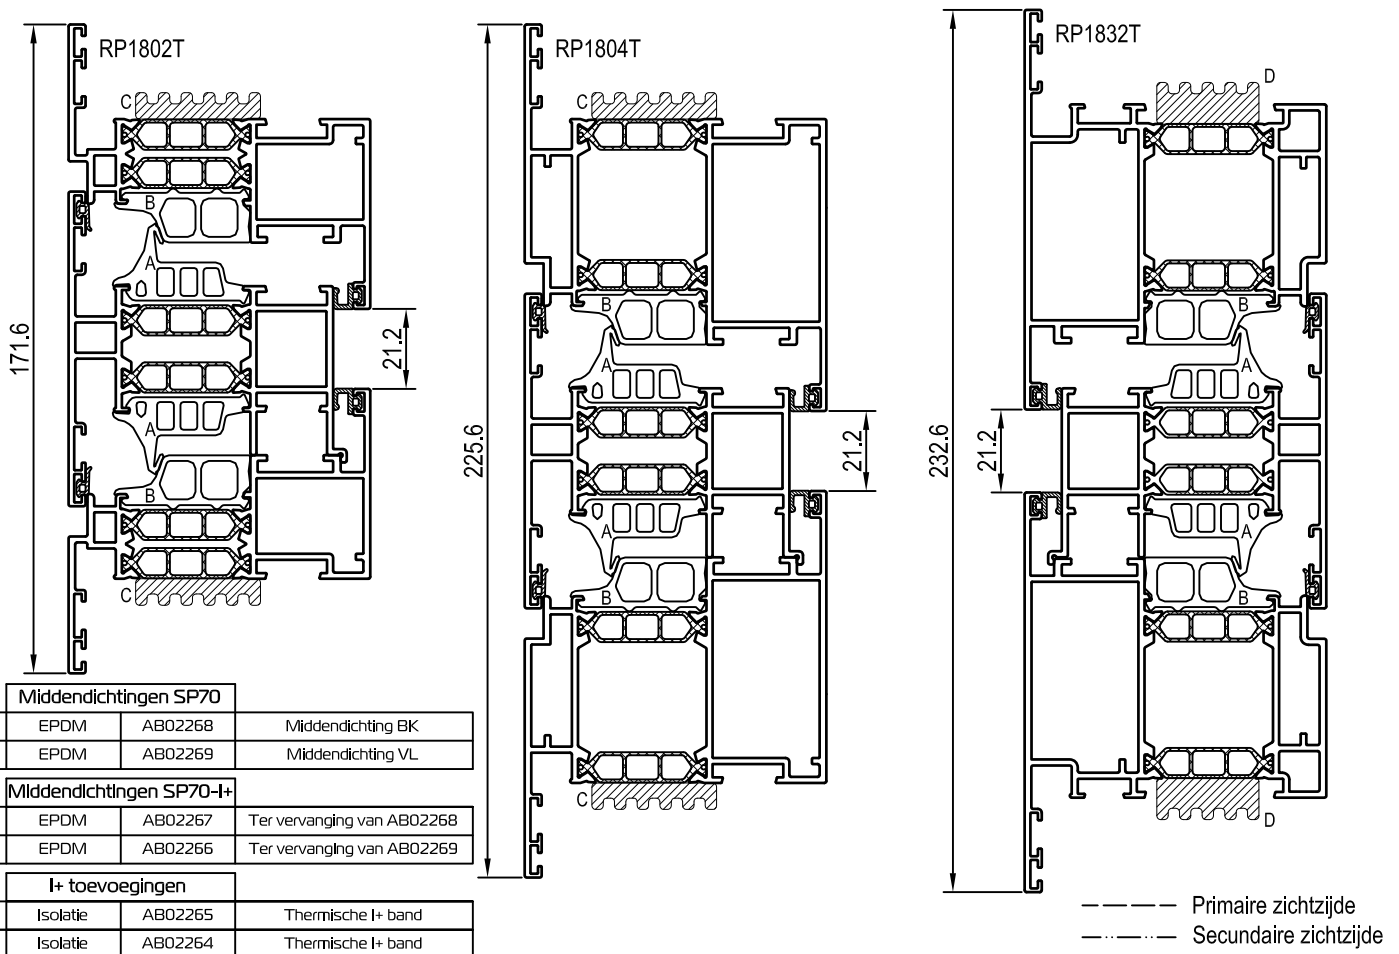 RP1802T
RP1804T
RP1832T
C
C
D
B
A
A
B
C
B
A
A
B
C
B
A
A
B
D
171.6
21.2
225.6
21.2
232.6
21.2
Middendichtingen SP70
EPDM AB02268 Middendichting BK
EPDM AB02269 Middendichting VL
Middendichtingen SP70-I+
EPDM AB02267 Ter vervanging van AB02268
EPDM AB02266 Ter vervanging van AB02269
I+ toevoegingen
Isolatie AB02265 Thermische I+ band
Isolatie AB02264 Thermische I+ band
Primaire zichtzijde
Secundaire zichtzijde